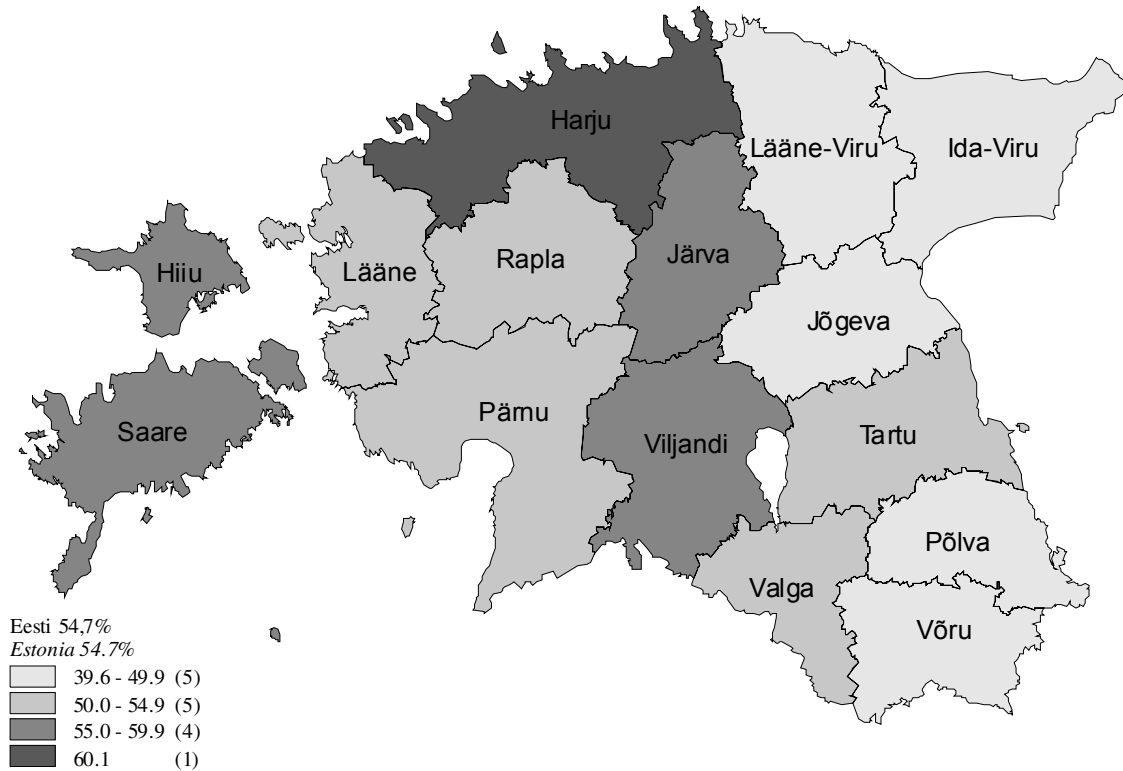 Harju
Lääne-Viru
Ida-Viru
Hiiu
Lääne
Rapla
Järva
Jõgeva
Saare
Pärnu
Viljandi
Tartu
Põlva
Valga
Võru
Eesti 54,7%
Estonia 54.7%
39.6 - 49.9 (5)
50.0 - 54.9 (5)
55.0 - 59.9 (4)
60.1 (1)